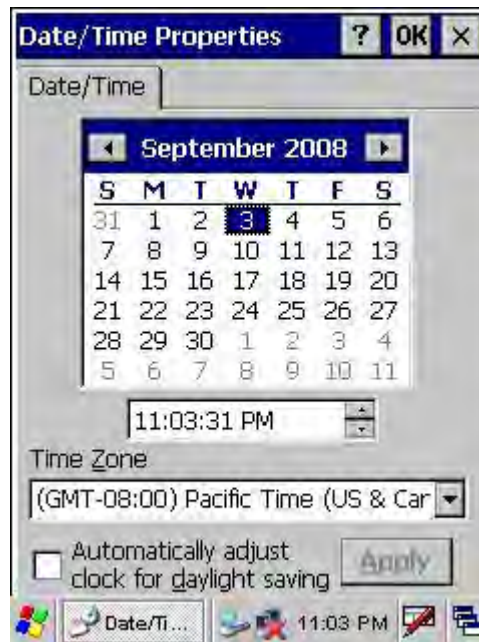 Date/Time Properties ? OK ×
Date/Time
September 2008
S M T W T F S
31 1 2 3 4 5 6
7 8 9 10 11 12 13
14 15 16 17 18 19 20
21 22 23 24 25 26 27
28 29 30 1 2 3 4
5 6 7 8 9 10 11
11:03:31 PM
Time Zone
(GMT-08:00) Pacific Time (US & Can
Automatically adjust
clock for daylight saving
Apply
Date/Ti... 11:03 PM